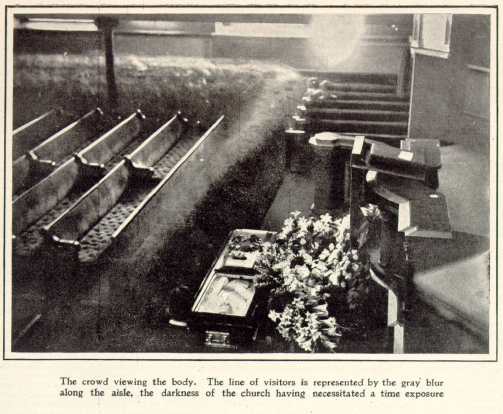 The crowd viewing the body. The line of visitors is represented by the gray blur
along the aisle, the darkness of the church having necessitated a time exposure